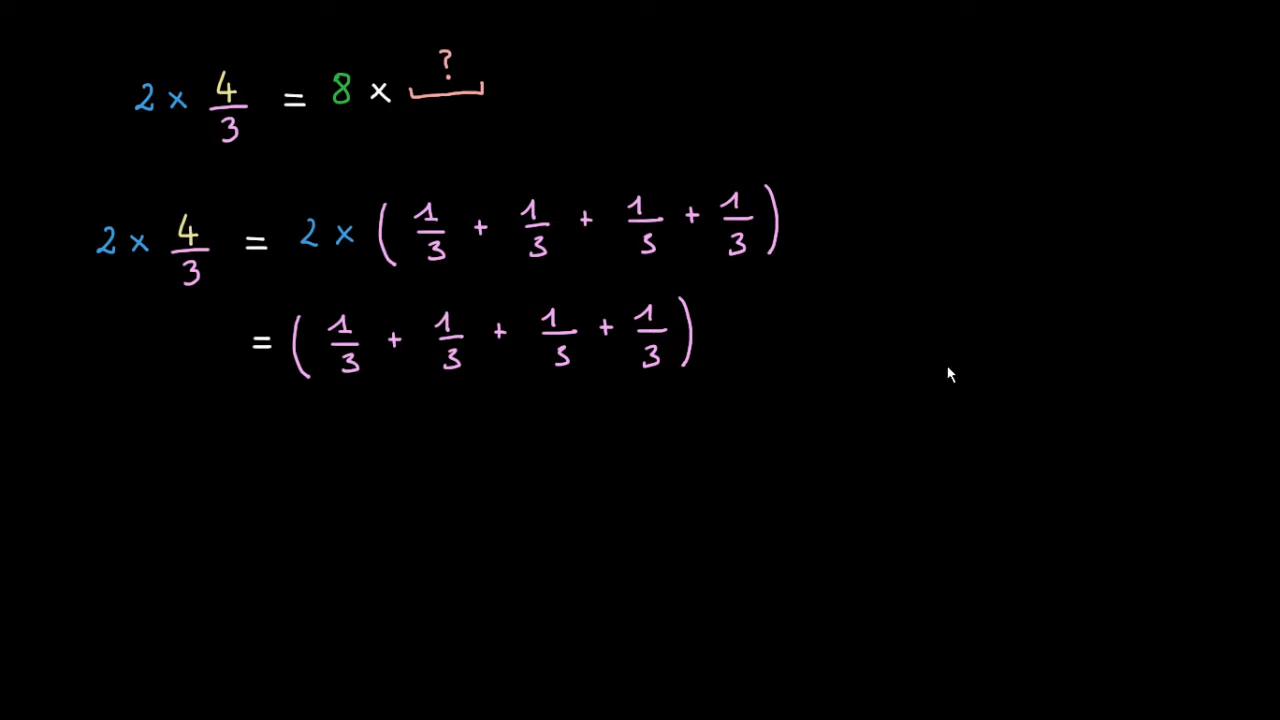 2 × 4/3 = 8 × ?
2 × 4/3 = 2 × ( 1/3 + 1/3 + 1/3 + 1/3 )
= ( 1/3 + 1/3 + 1/3 + 1/3 )